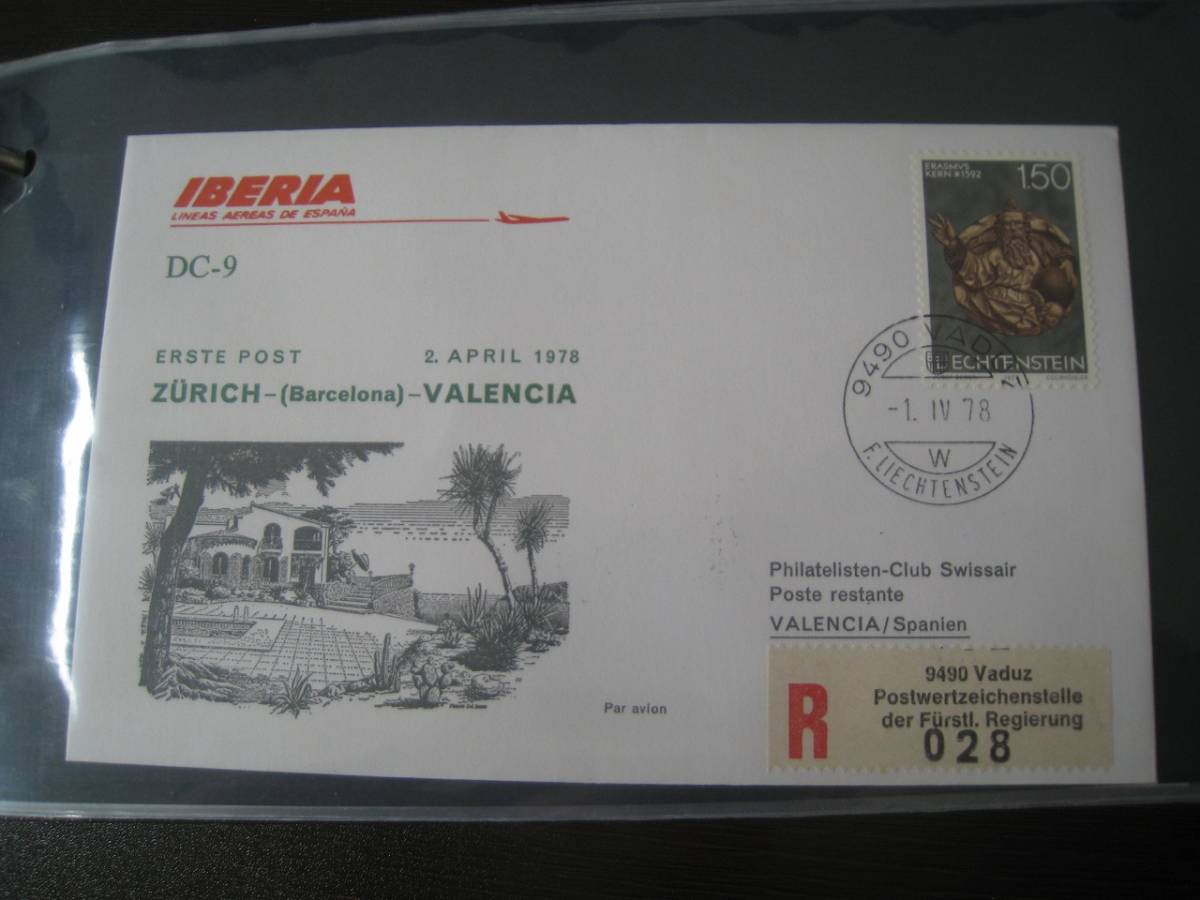 IBERIA
LINEAS AEREAS DE ESPAÑA
DC-9
ERSTE POST 2. APRIL 1978
ZÜRICH-(Barcelona)-VALENCIA
ERASMVS
KERN *1592
1.50
LIECHTENSTEIN
9490 VADUZ
-1. IV 78
W
F. LIECHTENSTEIN
Philatelisten-Club Swissair
Poste restante
VALENCIA/Spanien
Par avion
R
9490 Vaduz
Postwertzeichenstelle
der Fürstl. Regierung
028